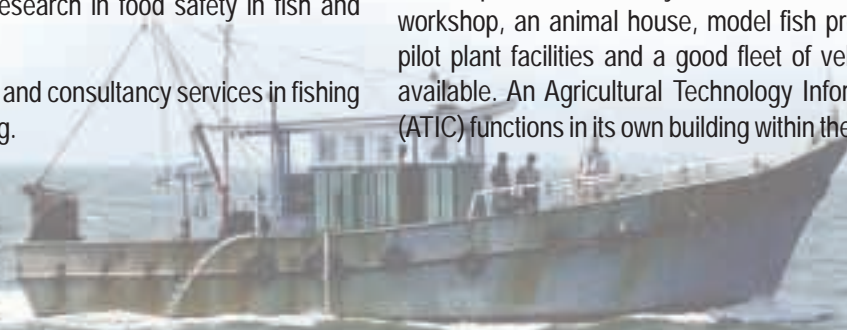 esearch in food safety in fish and
and consultancy services in fishing
g.
workshop, an animal house, model fish pr
pilot plant facilities and a good fleet of ve
available. An Agricultural Technology Infor
(ATIC) functions in its own building within the